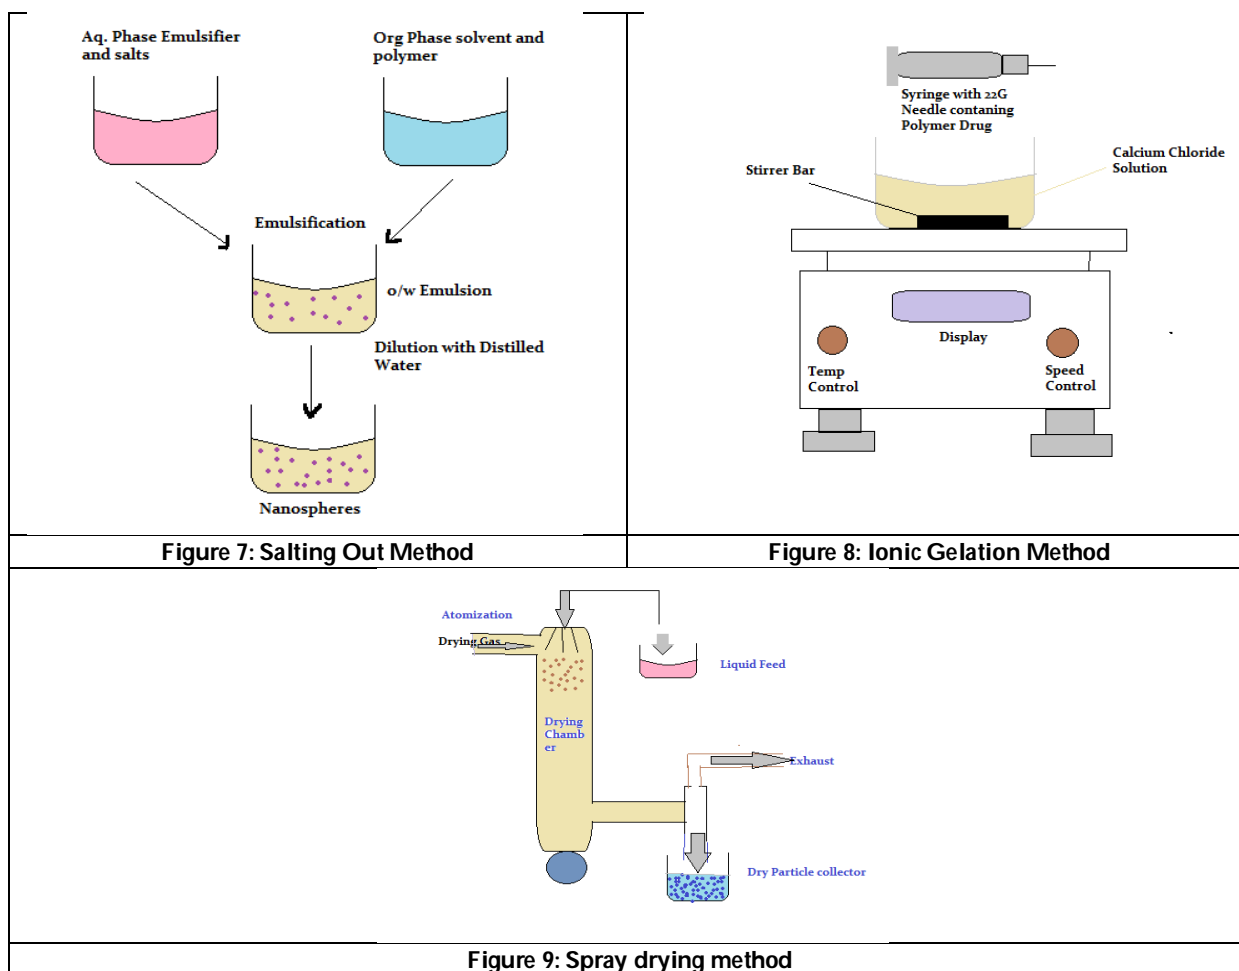 Aq. Phase Emulsifier
and salts
Org Phase solvent and
polymer
Emulsification
o/w Emulsion
Dilution with Distilled
Water
Nanospheres
Syringe with 22G
Needle contaning
Polymer Drug
Stirrer Bar
Calcium Chloride
Solution
Display
Temp
Control
Speed
Control
Figure 7: Salting Out Method
Figure 8: Ionic Gelation Method
Atomization
Drying Gas
Liquid Feed
Drying
Chamb
er
Exhaust
Dry Particle collector
Figure 9: Spray drying method